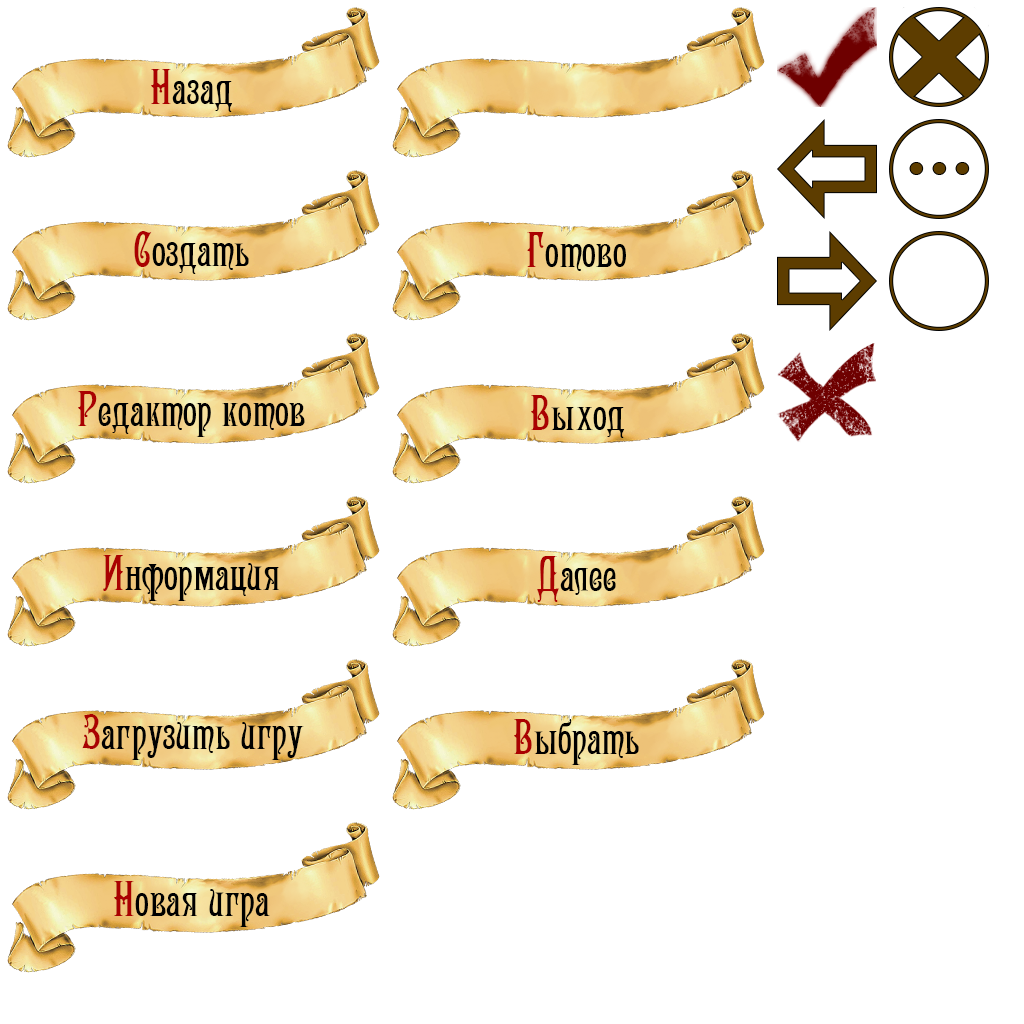 Назад
Создать
Готово
Редактор котов
Выход
Информация
Далее
Загрузить игру
Выбрать
Новая игра